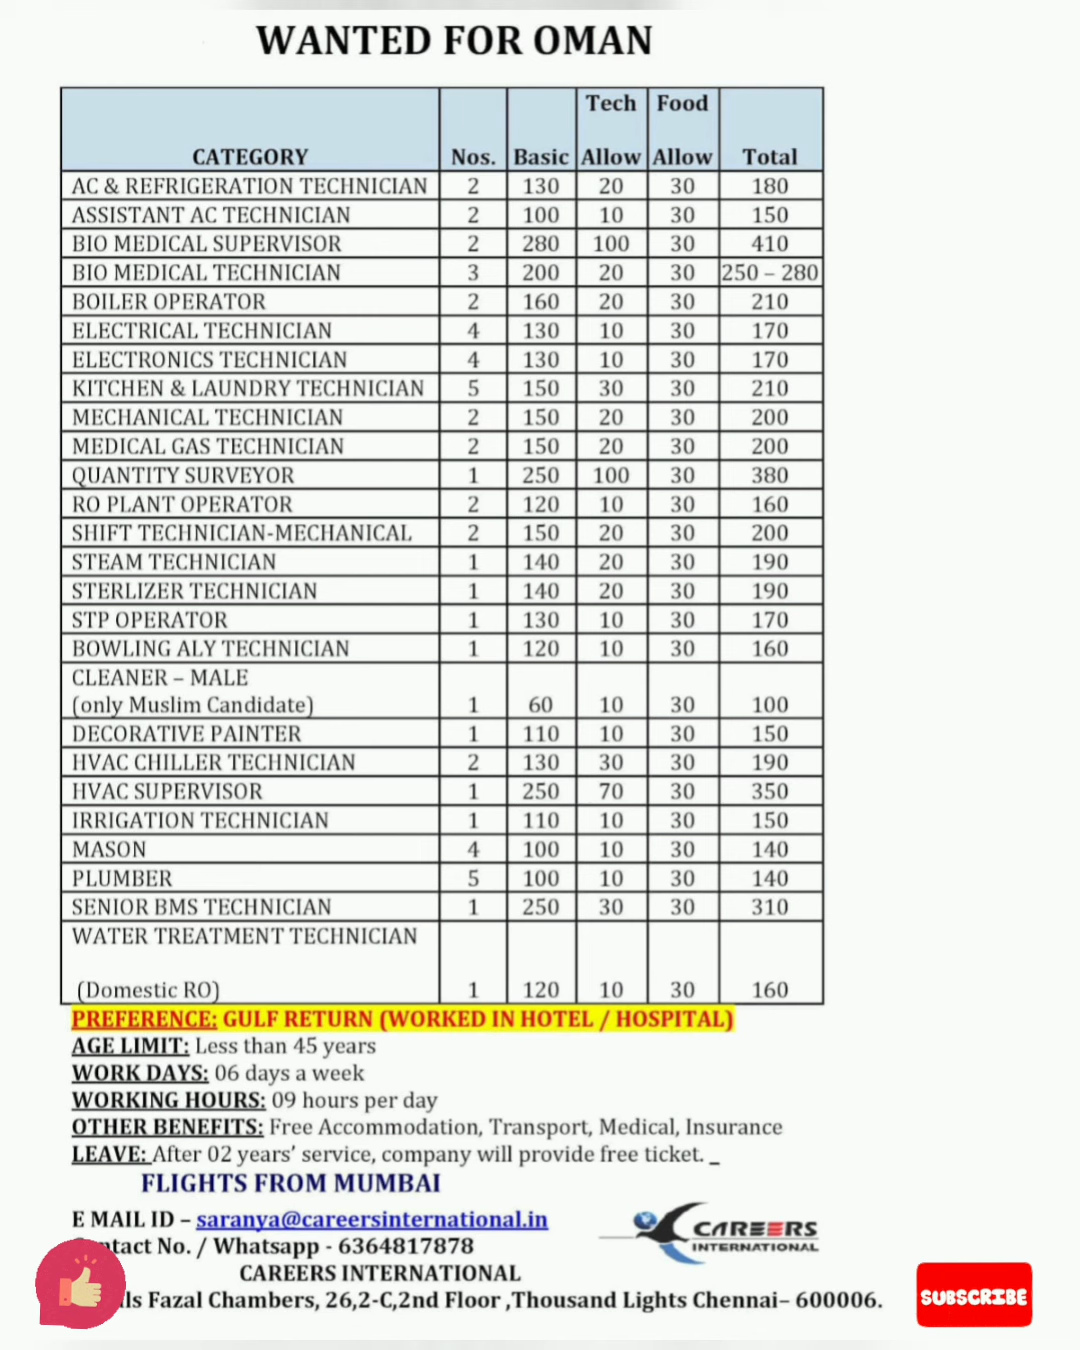 WANTED FOR OMAN
CATEGORY Nos. Basic Tech Allow Food Allow Total
AC & REFRIGERATION TECHNICIAN 2 130 20 30 180
ASSISTANT AC TECHNICIAN 2 100 10 30 150
BIO MEDICAL SUPERVISOR 2 280 100 30 410
BIO MEDICAL TECHNICIAN 3 200 20 30 250 – 280
BOILER OPERATOR 2 160 20 30 210
ELECTRICAL TECHNICIAN 4 130 10 30 170
ELECTRONICS TECHNICIAN 4 130 10 30 170
KITCHEN & LAUNDRY TECHNICIAN 5 150 30 30 210
MECHANICAL TECHNICIAN 2 150 20 30 200
MEDICAL GAS TECHNICIAN 2 150 20 30 200
QUANTITY SURVEYOR 1 250 100 30 380
RO PLANT OPERATOR 2 120 10 30 160
SHIFT TECHNICIAN-MECHANICAL 2 150 20 30 200
STEAM TECHNICIAN 1 140 20 30 190
STERLIZER TECHNICIAN 1 140 20 30 190
STP OPERATOR 1 130 10 30 170
BOWLING ALY TECHNICIAN 1 120 10 30 160
CLEANER – MALE
(only Muslim Candidate) 1 60 10 30 100
DECORATIVE PAINTER 1 110 10 30 150
HVAC CHILLER TECHNICIAN 2 130 30 30 190
HVAC SUPERVISOR 1 250 70 30 350
IRRIGATION TECHNICIAN 1 110 10 30 150
MASON 4 100 10 30 140
PLUMBER 5 100 10 30 140
SENIOR BMS TECHNICIAN 1 250 30 30 310
WATER TREATMENT TECHNICIAN
(Domestic RO) 1 120 10 30 160
PREFERENCE: GULF RETURN (WORKED IN HOTEL / HOSPITAL)
AGE LIMIT: Less than 45 years
WORK DAYS: 06 days a week
WORKING HOURS: 09 hours per day
OTHER BENEFITS: Free Accommodation, Transport, Medical, Insurance
LEAVE: After 02 years' service, company will provide free ticket. _
FLIGHTS FROM MUMBAI
E MAIL ID – saranya@careersinternational.in
No. / Whatsapp - 6364817878
CAREERS INTERNATIONAL
CAREERS INTERNATIONAL
Fazal Chambers, 26,2-C,2nd Floor ,Thousand Lights Chennai– 600006.
SUBSCRIBE